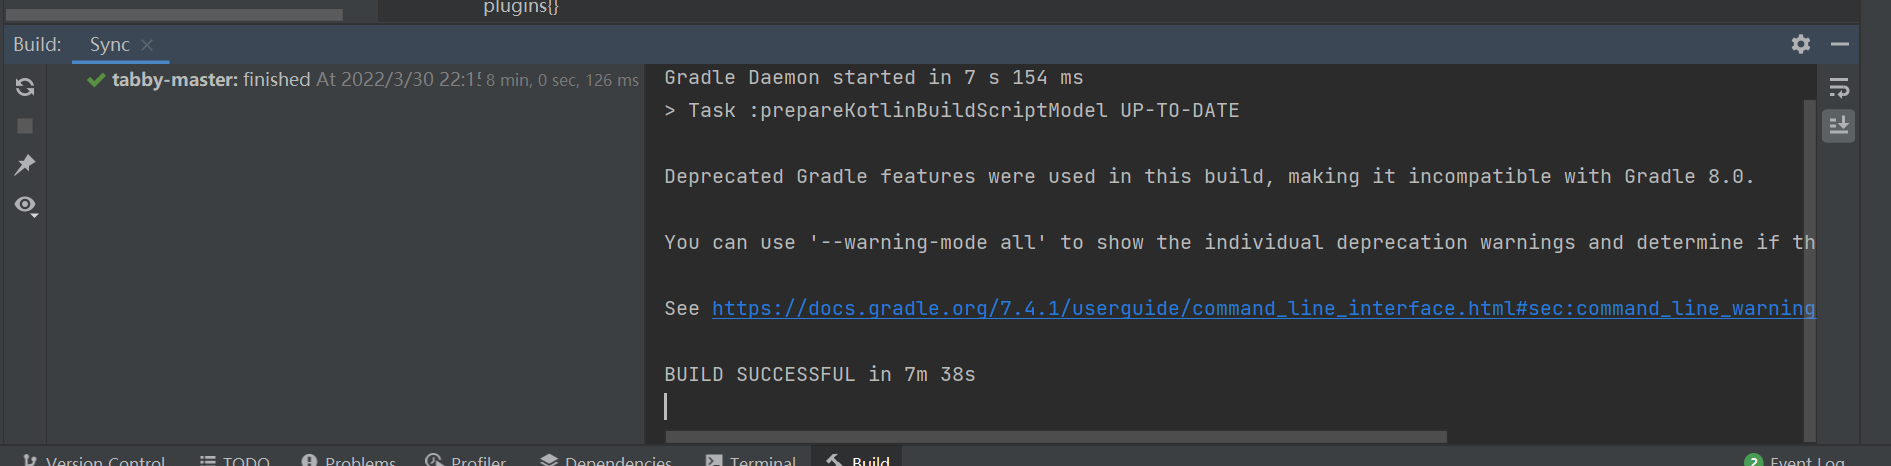 plugins{}
Build: Sync
tabby-master: finished At 2022/3/30 22:15 8 min, 0 sec, 126 ms
Gradle Daemon started in 7 s 154 ms
> Task :prepareKotlinBuildScriptModel UP-TO-DATE
Deprecated Gradle features were used in this build, making it incompatible with Gradle 8.0.
You can use '--warning-mode all' to show the individual deprecation warnings and determine if th
See https://docs.gradle.org/7.4.1/userguide/command_line_interface.html#sec:command_line_warning
BUILD SUCCESSFUL in 7m 38s
Version Control TODO Problems Profiler Dependencies Terminal Build 2 Event Log